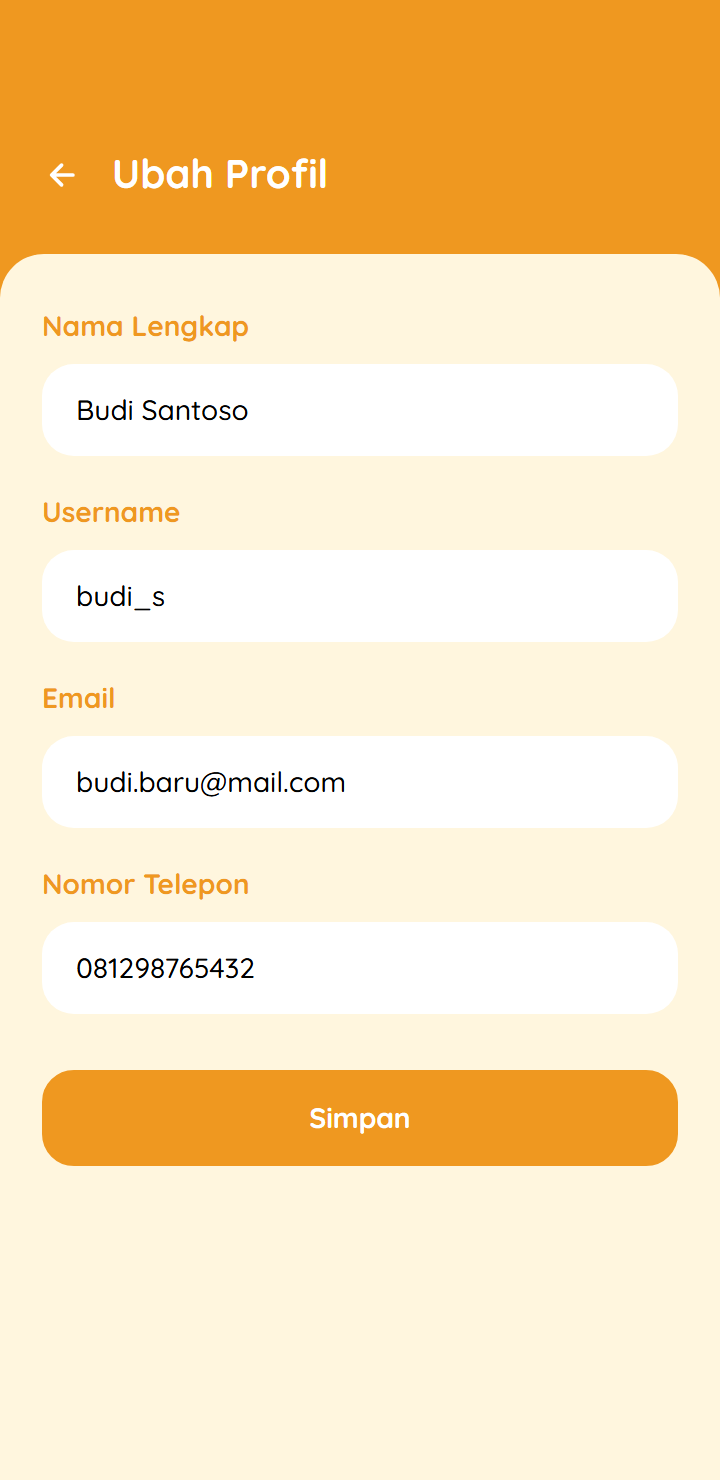 Ubah Profil
Nama Lengkap
Budi Santoso
Username
budi_s
Email
budi.baru@mail.com
Nomor Telepon
081298765432
Simpan